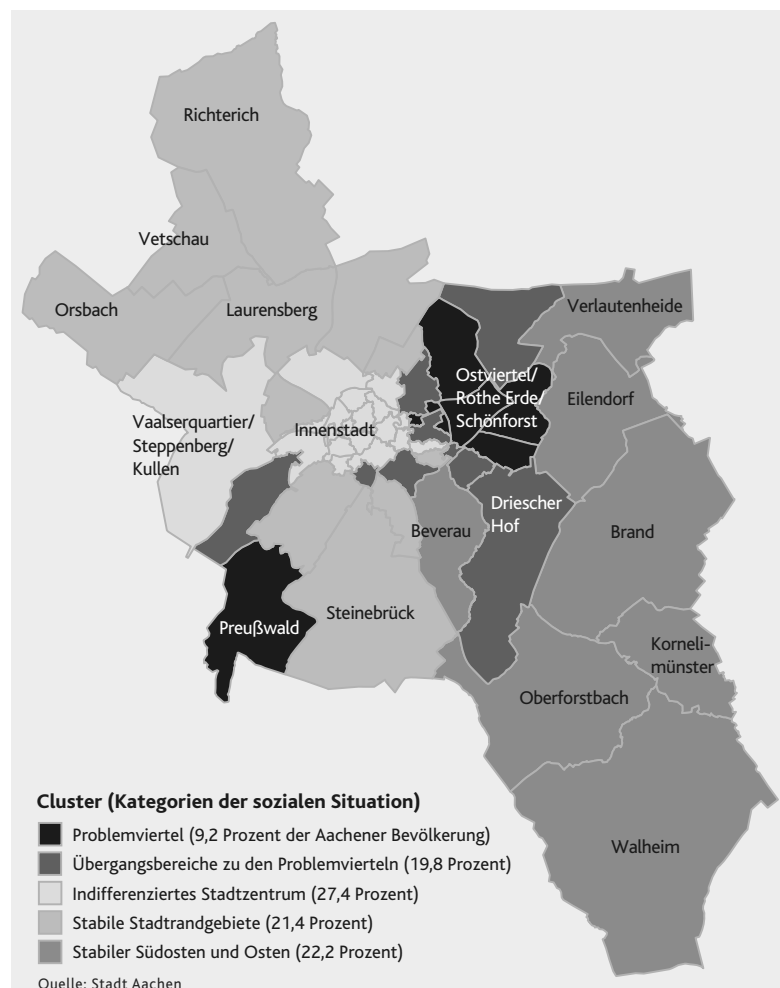 Richterich
Vetschau
Orsbach
Laurensberg
Verlautenheide
Ostviertel/
Rothe Erde/
Schönforst
Eilendorf
Vaalserquartier/
Steppenberg/
Kullen
Innenstadt
Driescher
Hof
Beverau
Brand
Steinebrück
Preußwald
Korneli-
münster
Oberforstbach
Walheim
Cluster (Kategorien der sozialen Situation)
Problemviertel (9,2 Prozent der Aachener Bevölkerung)
Übergangsbereiche zu den Problemvierteln (19,8 Prozent)
Indifferenziertes Stadtzentrum (27,4 Prozent)
Stabile Stadtrandgebiete (21,4 Prozent)
Stabiler Südosten und Osten (22,2 Prozent)
Quelle: Stadt Aachen